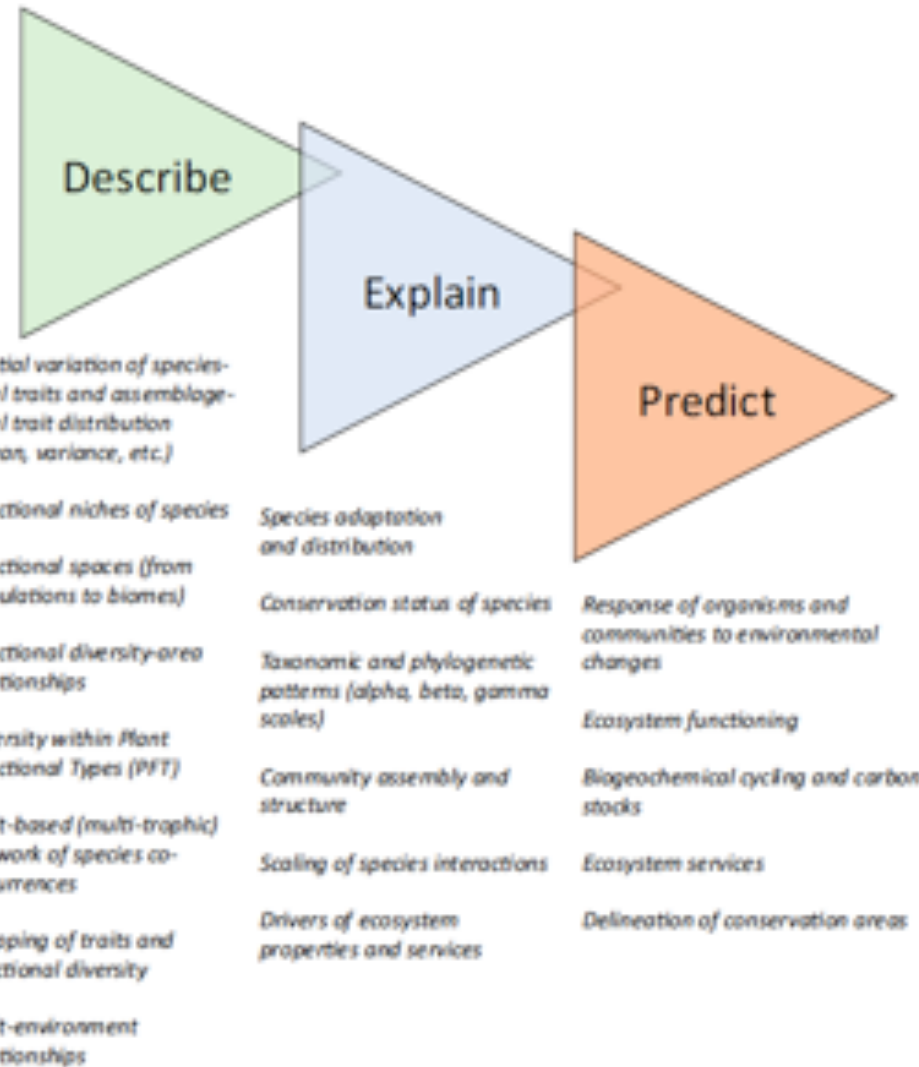 Describe
tial variation of species-
l traits and assemblage-
l trait distribution
an, variance, etc.)
ctional niches of species
ctional spaces (from
ulations to biomes)
ctional diversity-area
tionships
ersity within Plant
ctional Types (PFT)
t-based (multi-trophic)
work of species co-
urrences
pping of traits and
ctional diversity
t-environment
tionships
Explain
Species adaptation
and distribution
Conservation status of species
Taxonomic and phylogenetic
patterns (alpha, beta, gamma
scales)
Community assembly and
structure
Scaling of species interactions
Drivers of ecosystem
properties and services
Predict
Response of organisms and
communities to environmental
changes
Ecosystem functioning
Biogeochemical cycling and carbon
stocks
Ecosystem services
Delineation of conservation areas